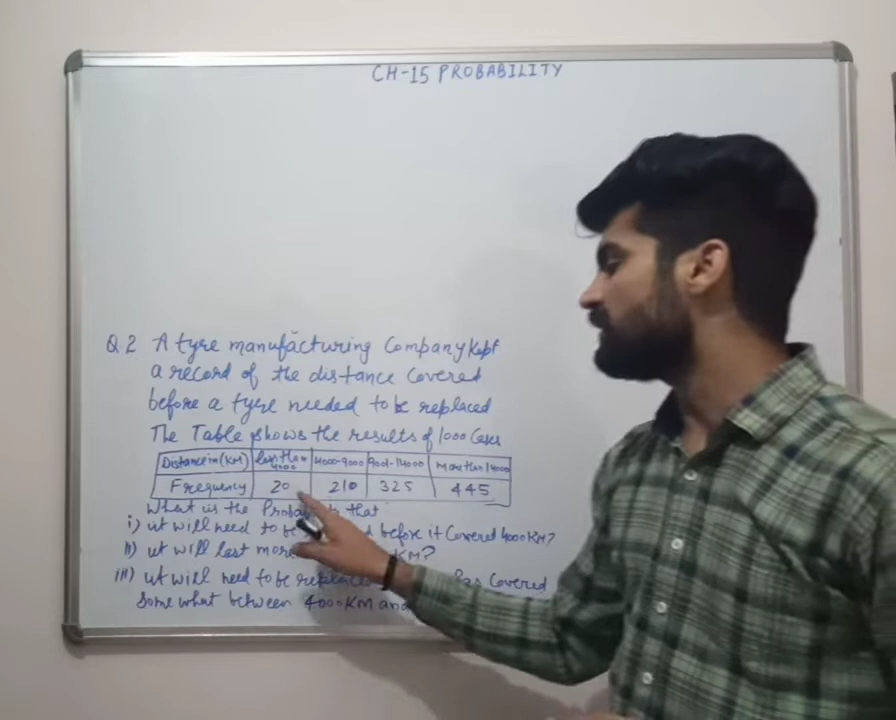 CH-15 PROBABILITY
Q.2 A tyre manufacturing Company kept
a record of the distance Covered
before a tyre needed to be replaced
The Table shows the results of 1000 Cases
Distance in (KM) less than 4000 4000-9000 9001-14000 More than 14000
Frequency 20 210 325 445
What is the that
i) it will need to be before it Covered 4000KM?
ii) it will last more KM?
iii) it will need to be Covered
Some what between 4000KM and